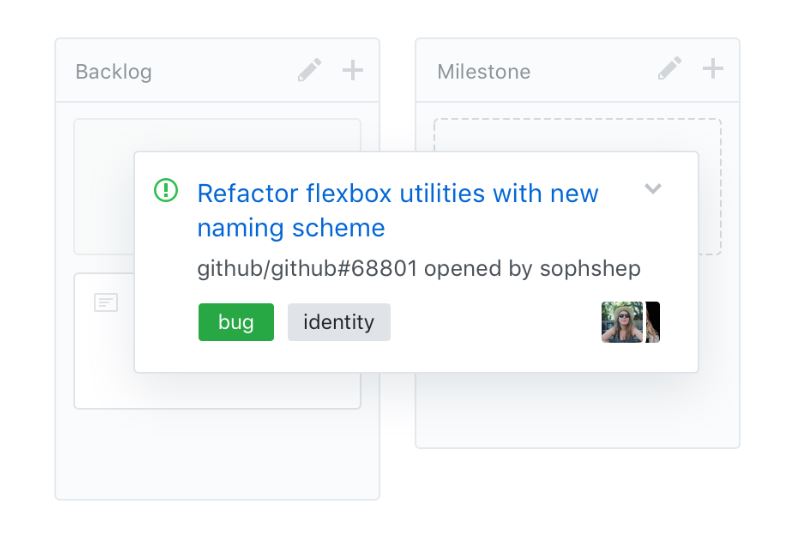 Backlog
Milestone
Refactor flexbox utilities with new
naming scheme
github/github#68801 opened by sophshep
bug
identity